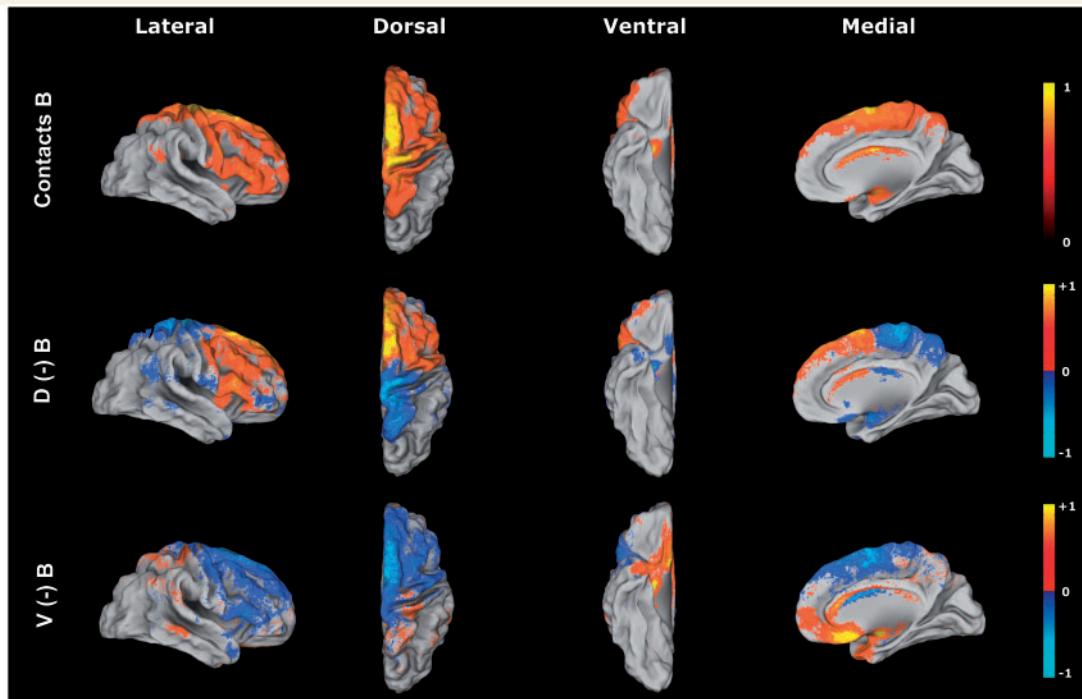 Lateral Dorsal Ventral Medial
Contacts B
1
0
D (-) B
+1
0
-1
V (-) B
+1
0
-1